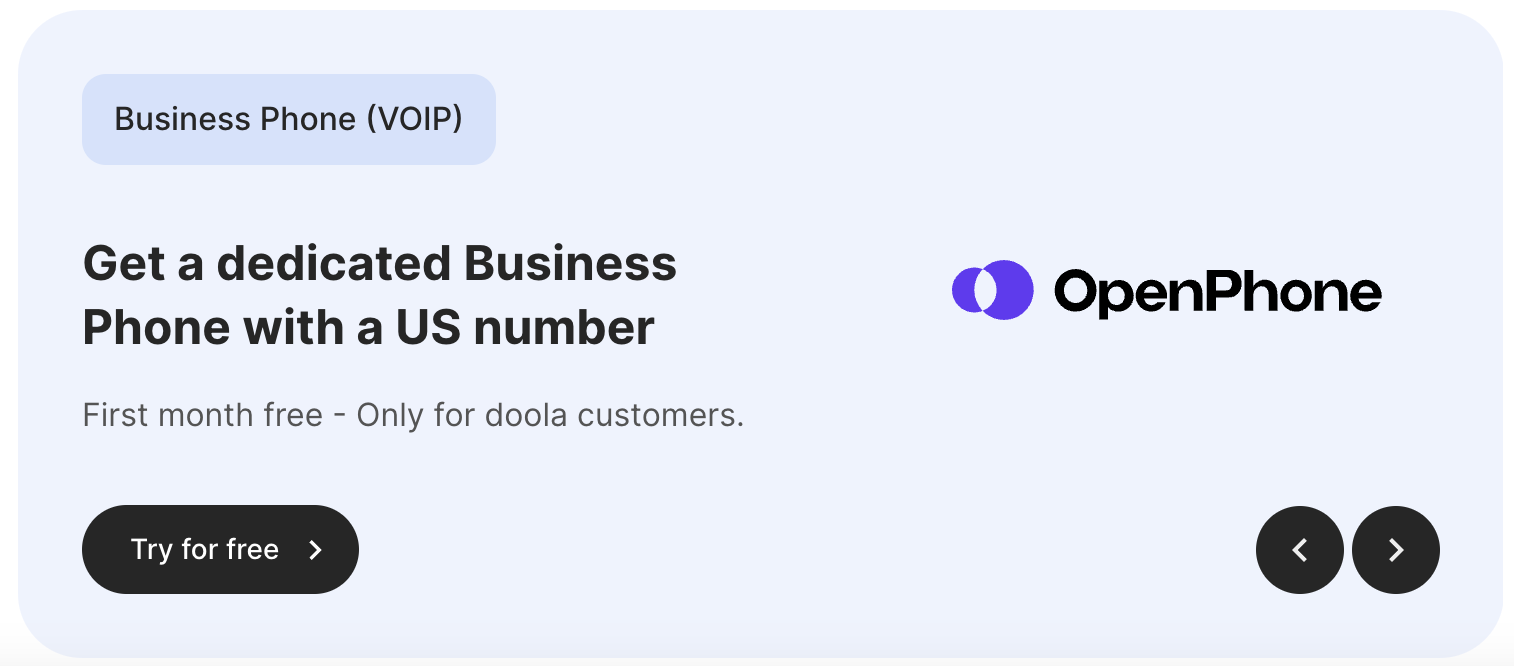 Business Phone (VOIP)
Get a dedicated Business
Phone with a US number
OpenPhone
First month free - Only for doola customers.
Try for free